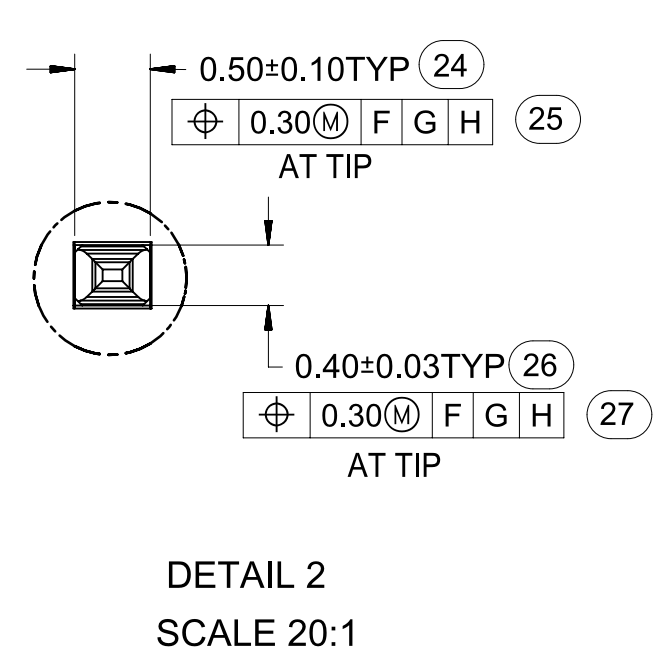 0.50±0.10TYP 24
⌖ 0.30Ⓜ F G H 25
AT TIP
0.40±0.03TYP 26
⌖ 0.30Ⓜ F G H 27
AT TIP
DETAIL 2
SCALE 20:1